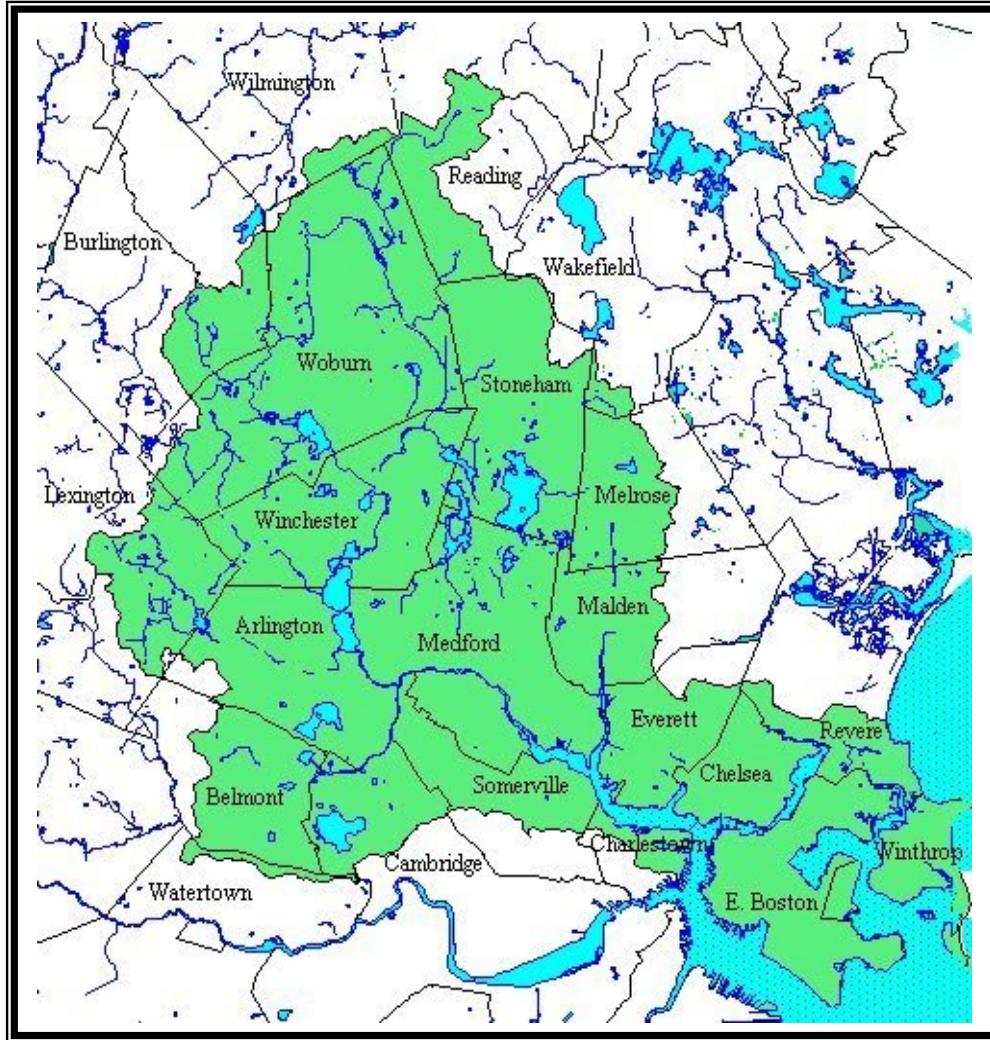 Wilmington
Reading
Burlington
Wakefield
Woburn
Stoneham
Lexington
Melrose
Winchester
Malden
Arlington
Medford
Everett
Revere
Chelsea
Somerville
Belmont
Charlestown
Winthrop
Cambridge
Watertown
E. Boston